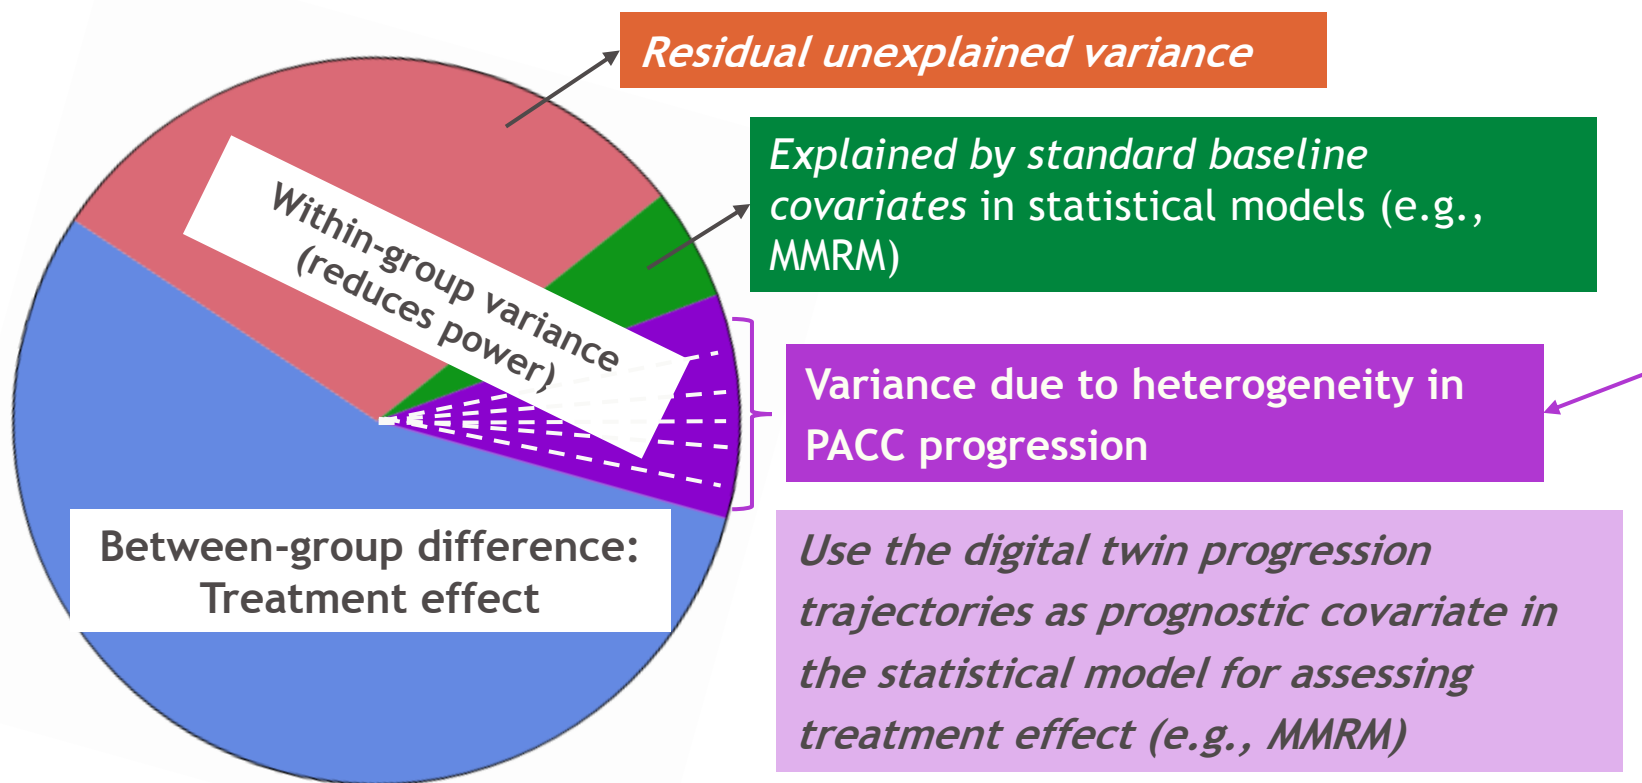 Residual unexplained variance
Explained by standard baseline
covariates in statistical models (e.g.,
MMRM)
Within-group variance
(reduces power)
Variance due to heterogeneity in
PACC progression
Between-group difference:
Treatment effect
Use the digital twin progression
trajectories as prognostic covariate in
the statistical model for assessing
treatment effect (e.g., MMRM)